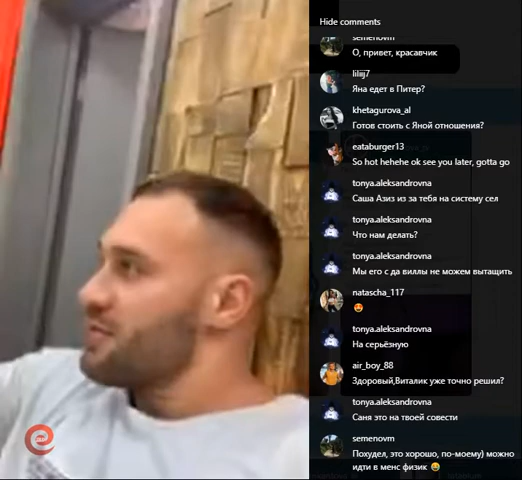 Hide comments
semenovm
О, привет, красавчик
liliij7
Яна едет в Питер?
khetagurova_al
Готов стоить с Яной отношения?
eataburger13
So hot hehehe ok see you later, gotta go
tonya.aleksandrovna
Саша Азиз из за тебя на систему сел
tonya.aleksandrovna
Что нам делать?
tonya.aleksandrovna
Мы его с да виллы не можем вытащить
natascha_117
😍
tonya.aleksandrovna
На серьёзную
air_boy_88
Здоровый,Виталик уже точно решил?
tonya.aleksandrovna
Саня это на твоей совести
semenovm
Похудел, это хорошо, по-моему) можно
идти в менс физик 😄